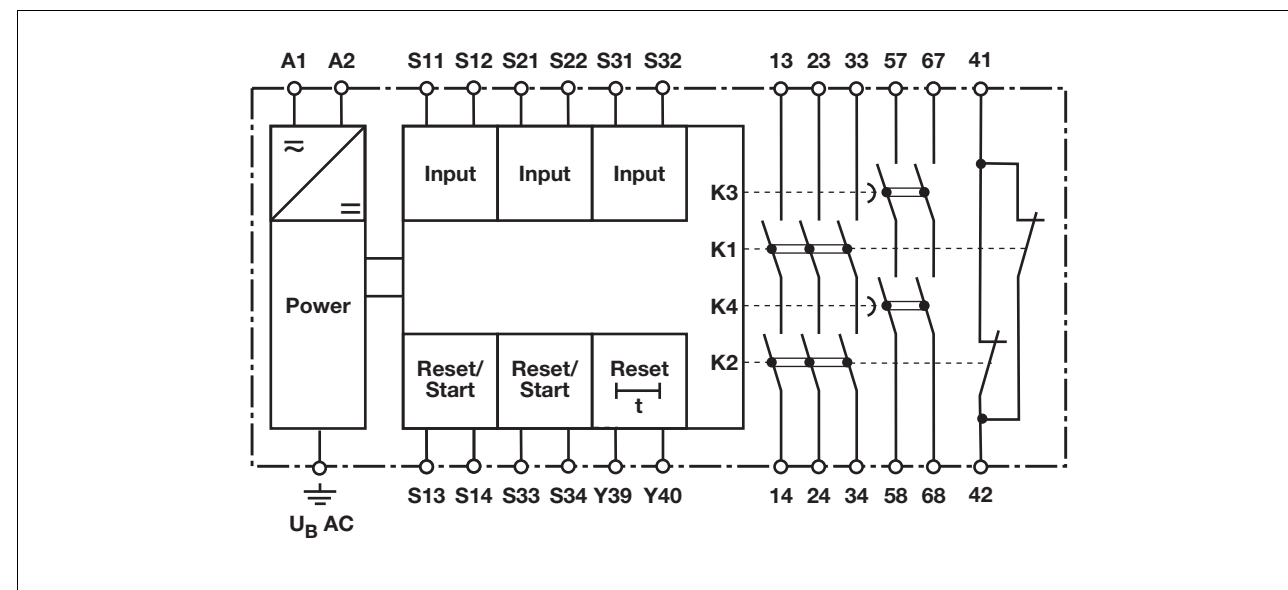 A1 A2 S11 S12 S21 S22 S31 S32 13 23 33 57 67 41
Input Input Input
K3
K1
Power
K4
K2
Reset/ Reset/ Reset
Start Start t
S13 S14 S33 S34 Y39 Y40 14 24 34 58 68 42
UB AC